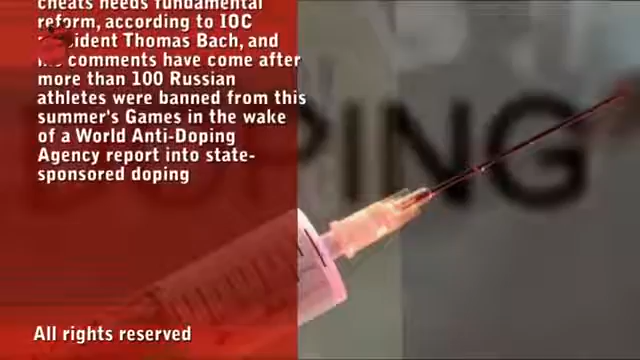 cheats needs fundamental
reform, according to IOC
President Thomas Bach, and
his comments have come after
more than 100 Russian
athletes were banned from this
summer's Games in the wake
of a World Anti-Doping
Agency report into state-
sponsored doping
DOPING
All rights reserved